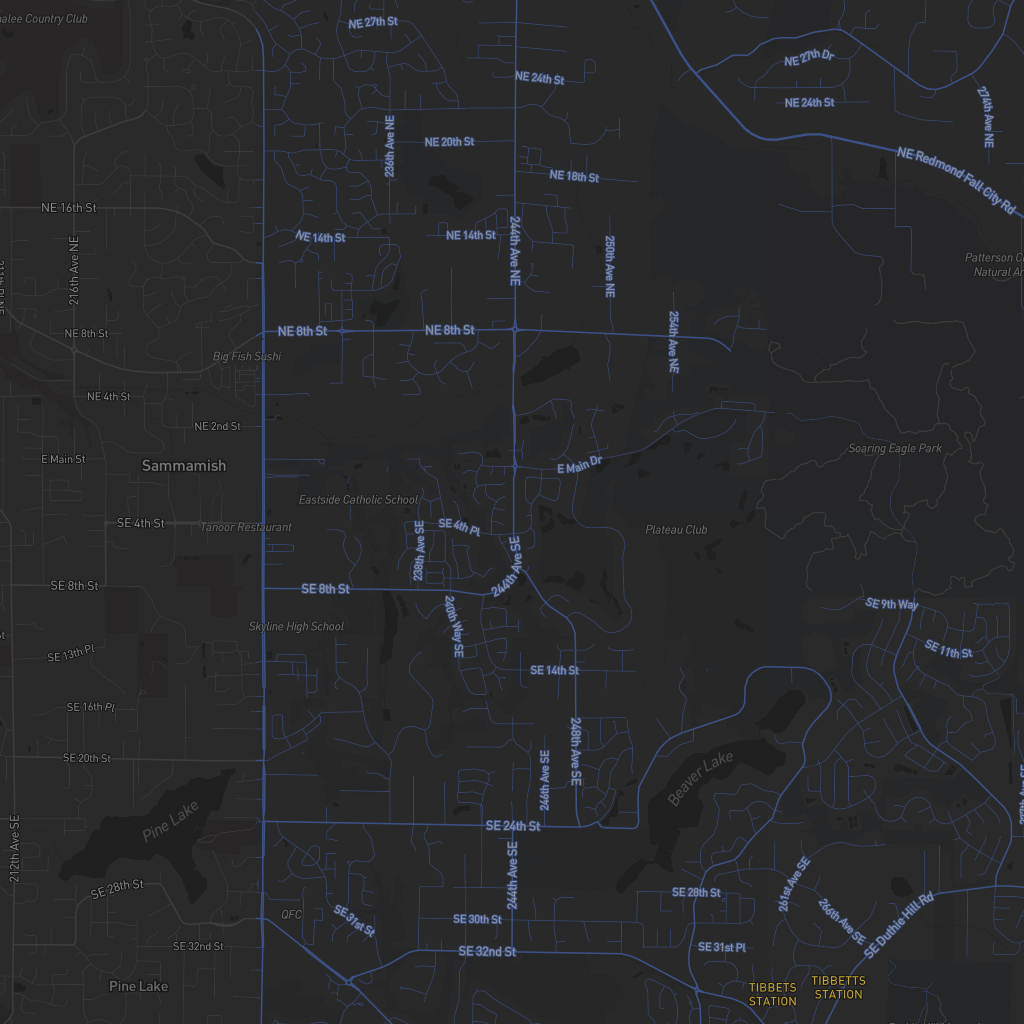 NE 27th St
Country Club
NE 27th Dr
NE 24th St
NE 24th St
274th Ave NE
236th Ave NE
NE 20th St
NE 18th St
NE Redmond Fall City Rd
NE 16th St
216th Ave NE
NE 14th St
NE 14th St
244th Ave NE
250th Ave NE
Patterson
Natural
NE 8th St
NE 8th St
NE 8th St
254th Ave NE
Big Fish Sushi
NE 4th St
NE 2nd St
E Main St
Sammamish
E Main Dr
Soaring Eagle Park
Eastside Catholic School
SE 4th St
Tanoor Restaurant
238th Ave SE
SE 4th Pl
Plateau Club
244th Ave SE
SE 8th St
SE 8th St
SE 9th Way
Skyline High School
240th Way SE
SE 13th Pl
SE 11th St
SE 14th St
SE 16th Pl
248th Ave SE
SE 20th St
246th Ave SE
Beaver Lake
Pine Lake
212th Ave SE
SE 24th St
244th Ave SE
SE 28th St
SE 28th St
261st Ave SE
266th Ave SE
SE Duthie Hill Rd
QFC
SE 31st St
SE 30th St
SE 32nd St
SE 32nd St
SE 31st Pl
Pine Lake
TIBBETS
STATION
TIBBETTS
STATION